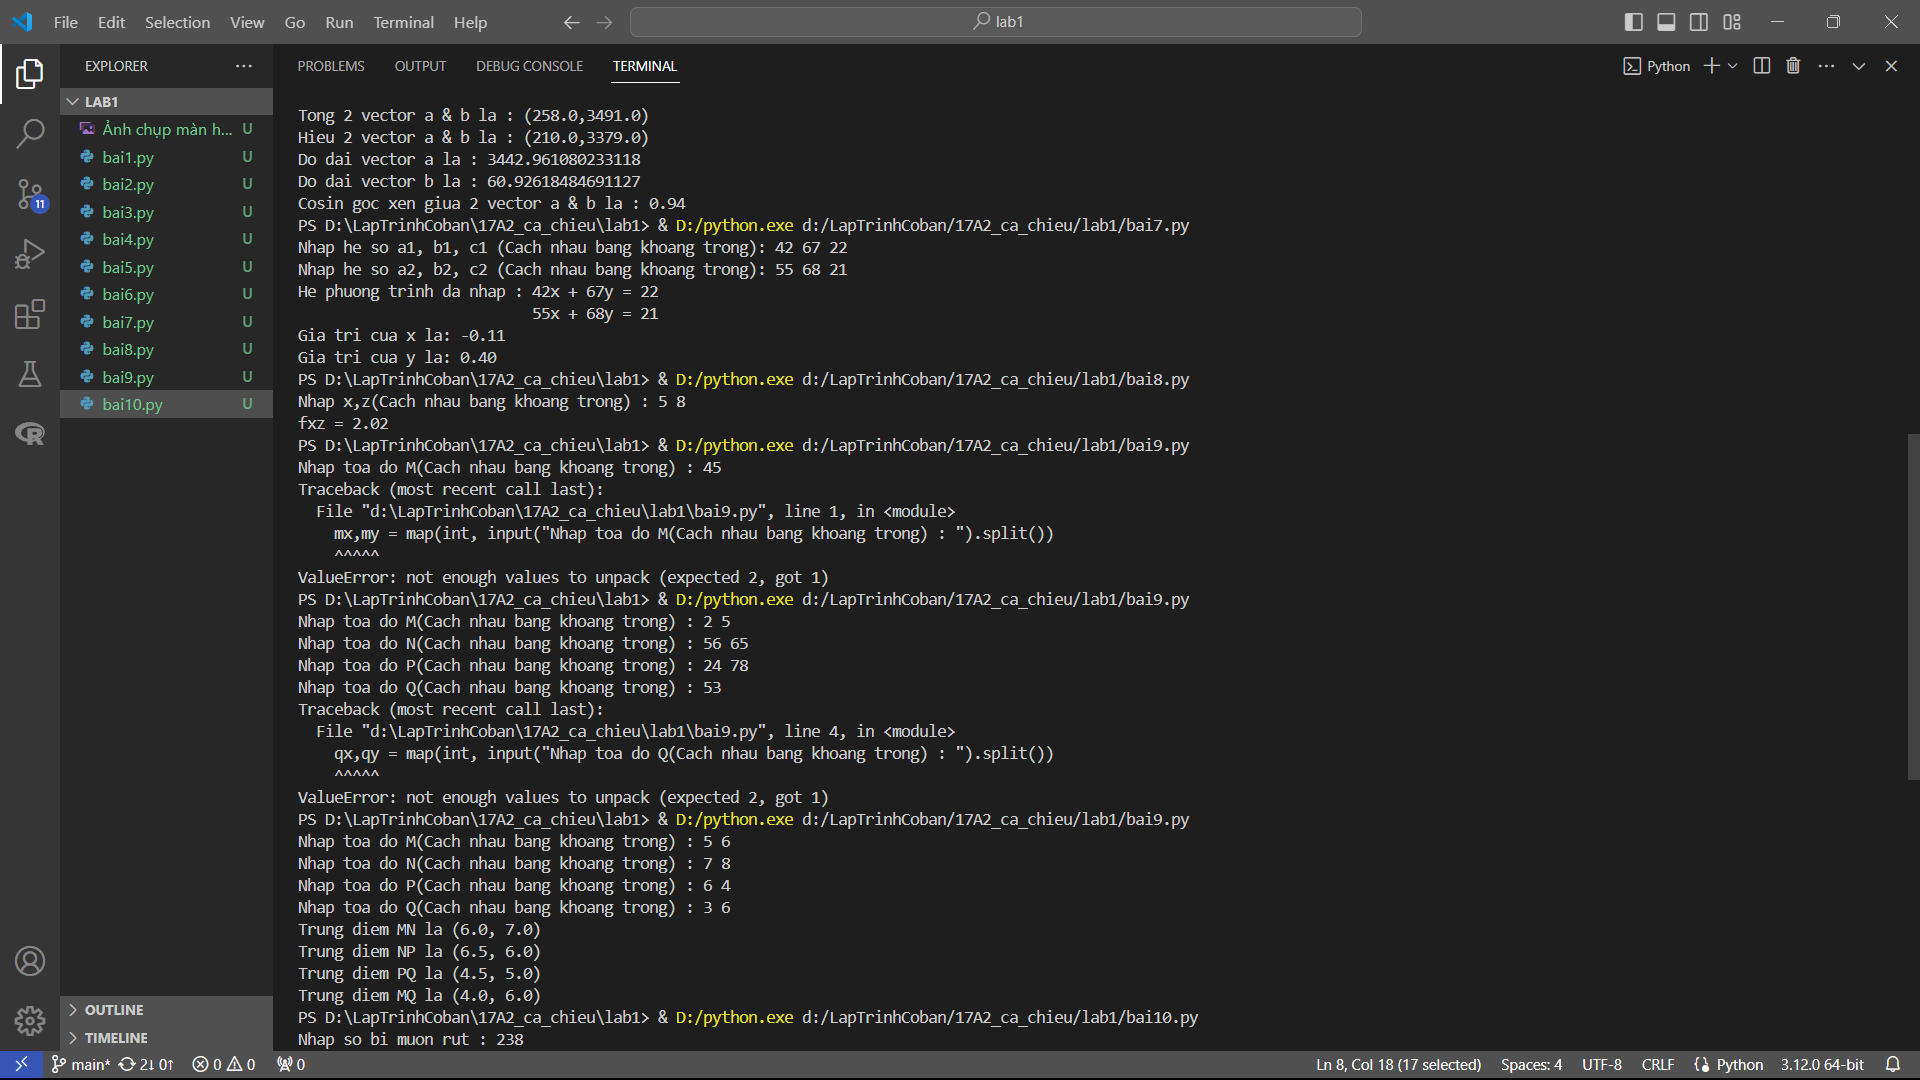 File Edit Selection View Go Run Terminal Help
lab1
EXPLORER
LAB1
Ảnh chụp màn h... U
bai1.py U
bai2.py U
bai3.py U
bai4.py U
bai5.py U
bai6.py U
bai7.py U
bai8.py U
bai9.py U
bai10.py U
11
OUTLINE
TIMELINE
PROBLEMS OUTPUT DEBUG CONSOLE TERMINAL
Python
Tong 2 vector a & b la : (258.0,3491.0)
Hieu 2 vector a & b la : (210.0,3379.0)
Do dai vector a la : 3442.961080233118
Do dai vector b la : 60.92618484691127
Cosin goc xen giua 2 vector a & b la : 0.94
PS D:\LapTrinhCoban\17A2_ca_chieu\lab1> & D:/python.exe d:/LapTrinhCoban/17A2_ca_chieu/lab1/bai7.py
Nhap he so a1, b1, c1 (Cach nhau bang khoang trong): 42 67 22
Nhap he so a2, b2, c2 (Cach nhau bang khoang trong): 55 68 21
He phuong trinh da nhap : 42x + 67y = 22
55x + 68y = 21
Gia tri cua x la: -0.11
Gia tri cua y la: 0.40
PS D:\LapTrinhCoban\17A2_ca_chieu\lab1> & D:/python.exe d:/LapTrinhCoban/17A2_ca_chieu/lab1/bai8.py
Nhap x,z(Cach nhau bang khoang trong) : 5 8
fxz = 2.02
PS D:\LapTrinhCoban\17A2_ca_chieu\lab1> & D:/python.exe d:/LapTrinhCoban/17A2_ca_chieu/lab1/bai9.py
Nhap toa do M(Cach nhau bang khoang trong) : 45
Traceback (most recent call last):
File "d:\LapTrinhCoban\17A2_ca_chieu\lab1\bai9.py", line 1, in <module>
mx,my = map(int, input("Nhap toa do M(Cach nhau bang khoang trong) : ").split())
^^^^^
ValueError: not enough values to unpack (expected 2, got 1)
PS D:\LapTrinhCoban\17A2_ca_chieu\lab1> & D:/python.exe d:/LapTrinhCoban/17A2_ca_chieu/lab1/bai9.py
Nhap toa do M(Cach nhau bang khoang trong) : 2 5
Nhap toa do N(Cach nhau bang khoang trong) : 56 65
Nhap toa do P(Cach nhau bang khoang trong) : 24 78
Nhap toa do Q(Cach nhau bang khoang trong) : 53
Traceback (most recent call last):
File "d:\LapTrinhCoban\17A2_ca_chieu\lab1\bai9.py", line 4, in <module>
qx,qy = map(int, input("Nhap toa do Q(Cach nhau bang khoang trong) : ").split())
^^^^^
ValueError: not enough values to unpack (expected 2, got 1)
PS D:\LapTrinhCoban\17A2_ca_chieu\lab1> & D:/python.exe d:/LapTrinhCoban/17A2_ca_chieu/lab1/bai9.py
Nhap toa do M(Cach nhau bang khoang trong) : 5 6
Nhap toa do N(Cach nhau bang khoang trong) : 7 8
Nhap toa do P(Cach nhau bang khoang trong) : 6 4
Nhap toa do Q(Cach nhau bang khoang trong) : 3 6
Trung diem MN la (6.0, 7.0)
Trung diem NP la (6.5, 6.0)
Trung diem PQ la (4.5, 5.0)
Trung diem MQ la (4.0, 6.0)
PS D:\LapTrinhCoban\17A2_ca_chieu\lab1> & D:/python.exe d:/LapTrinhCoban/17A2_ca_chieu/lab1/bai10.py
Nhap so bi muon rut : 238
main* 2↓ 0↑ 0 0 0 Ln 8, Col 18 (17 selected) Spaces: 4 UTF-8 CRLF Python 3.12.0 64-bit